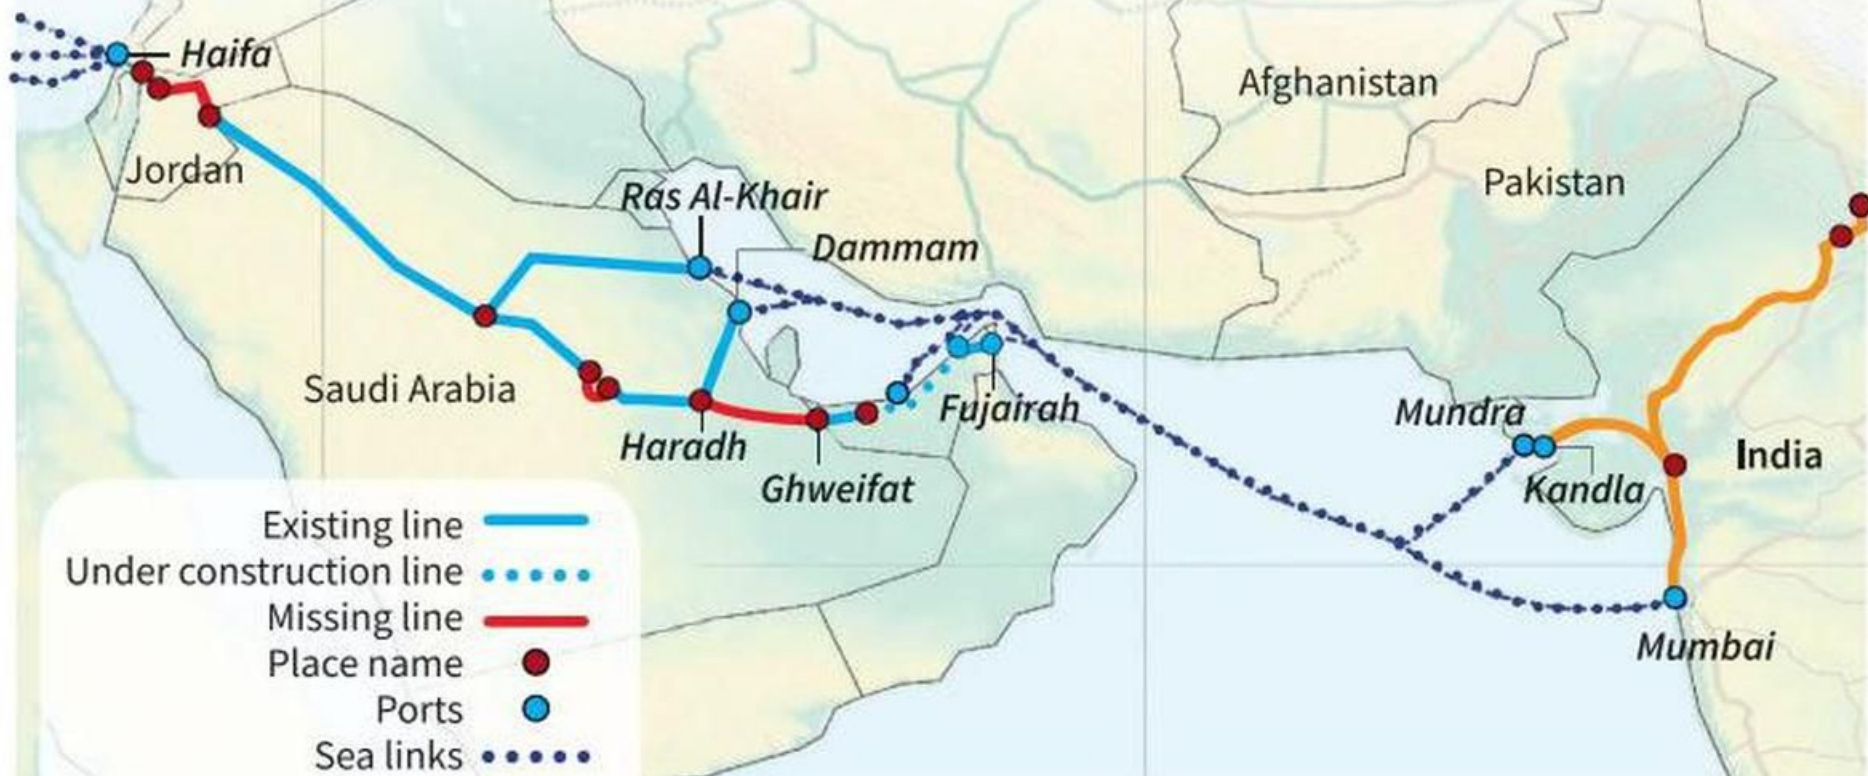 Haifa
Afghanistan
Jordan
Pakistan
Ras Al-Khair
Dammam
Saudi Arabia
Fujairah
Mundra
Haradh
India
Ghweifat
Kandla
Existing line
Under construction line
Missing line
Mumbai
Place name
Ports
Sea links